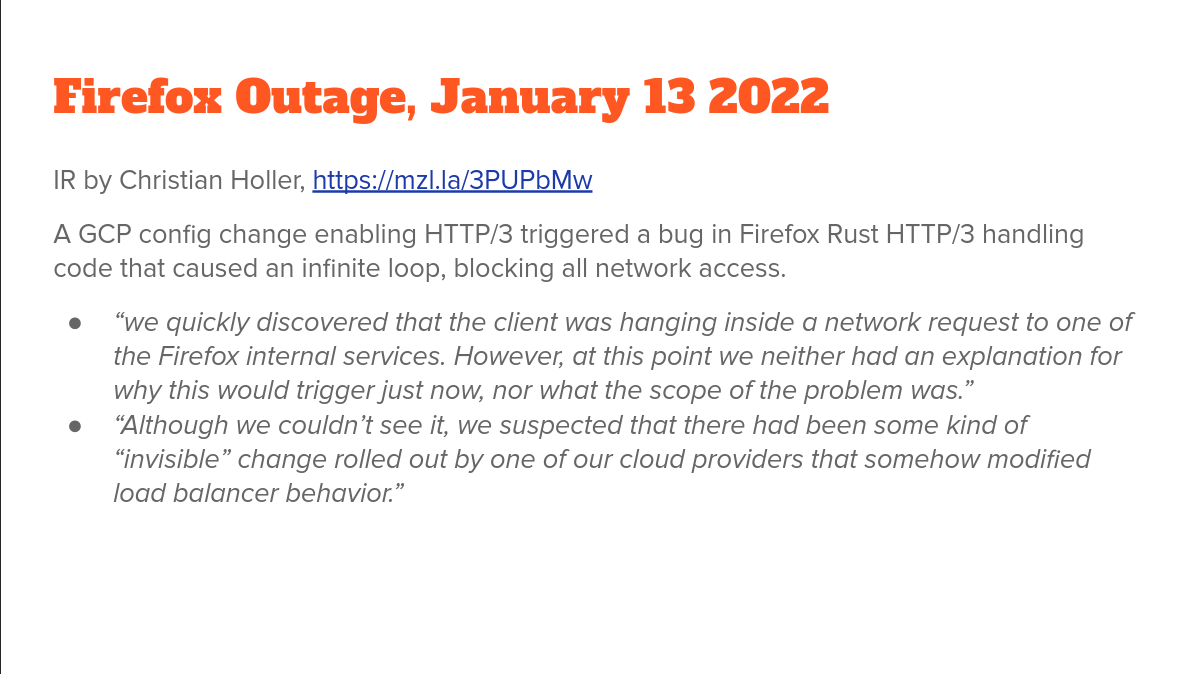 Firefox Outage, January 13 2022
IR by Christian Holler, https://mzl.la/3PUPbMw
A GCP config change enabling HTTP/3 triggered a bug in Firefox Rust HTTP/3 handling
code that caused an infinite loop, blocking all network access.
● “we quickly discovered that the client was hanging inside a network request to one of
the Firefox internal services. However, at this point we neither had an explanation for
why this would trigger just now, nor what the scope of the problem was.”
● “Although we couldn’t see it, we suspected that there had been some kind of
“invisible” change rolled out by one of our cloud providers that somehow modified
load balancer behavior.”